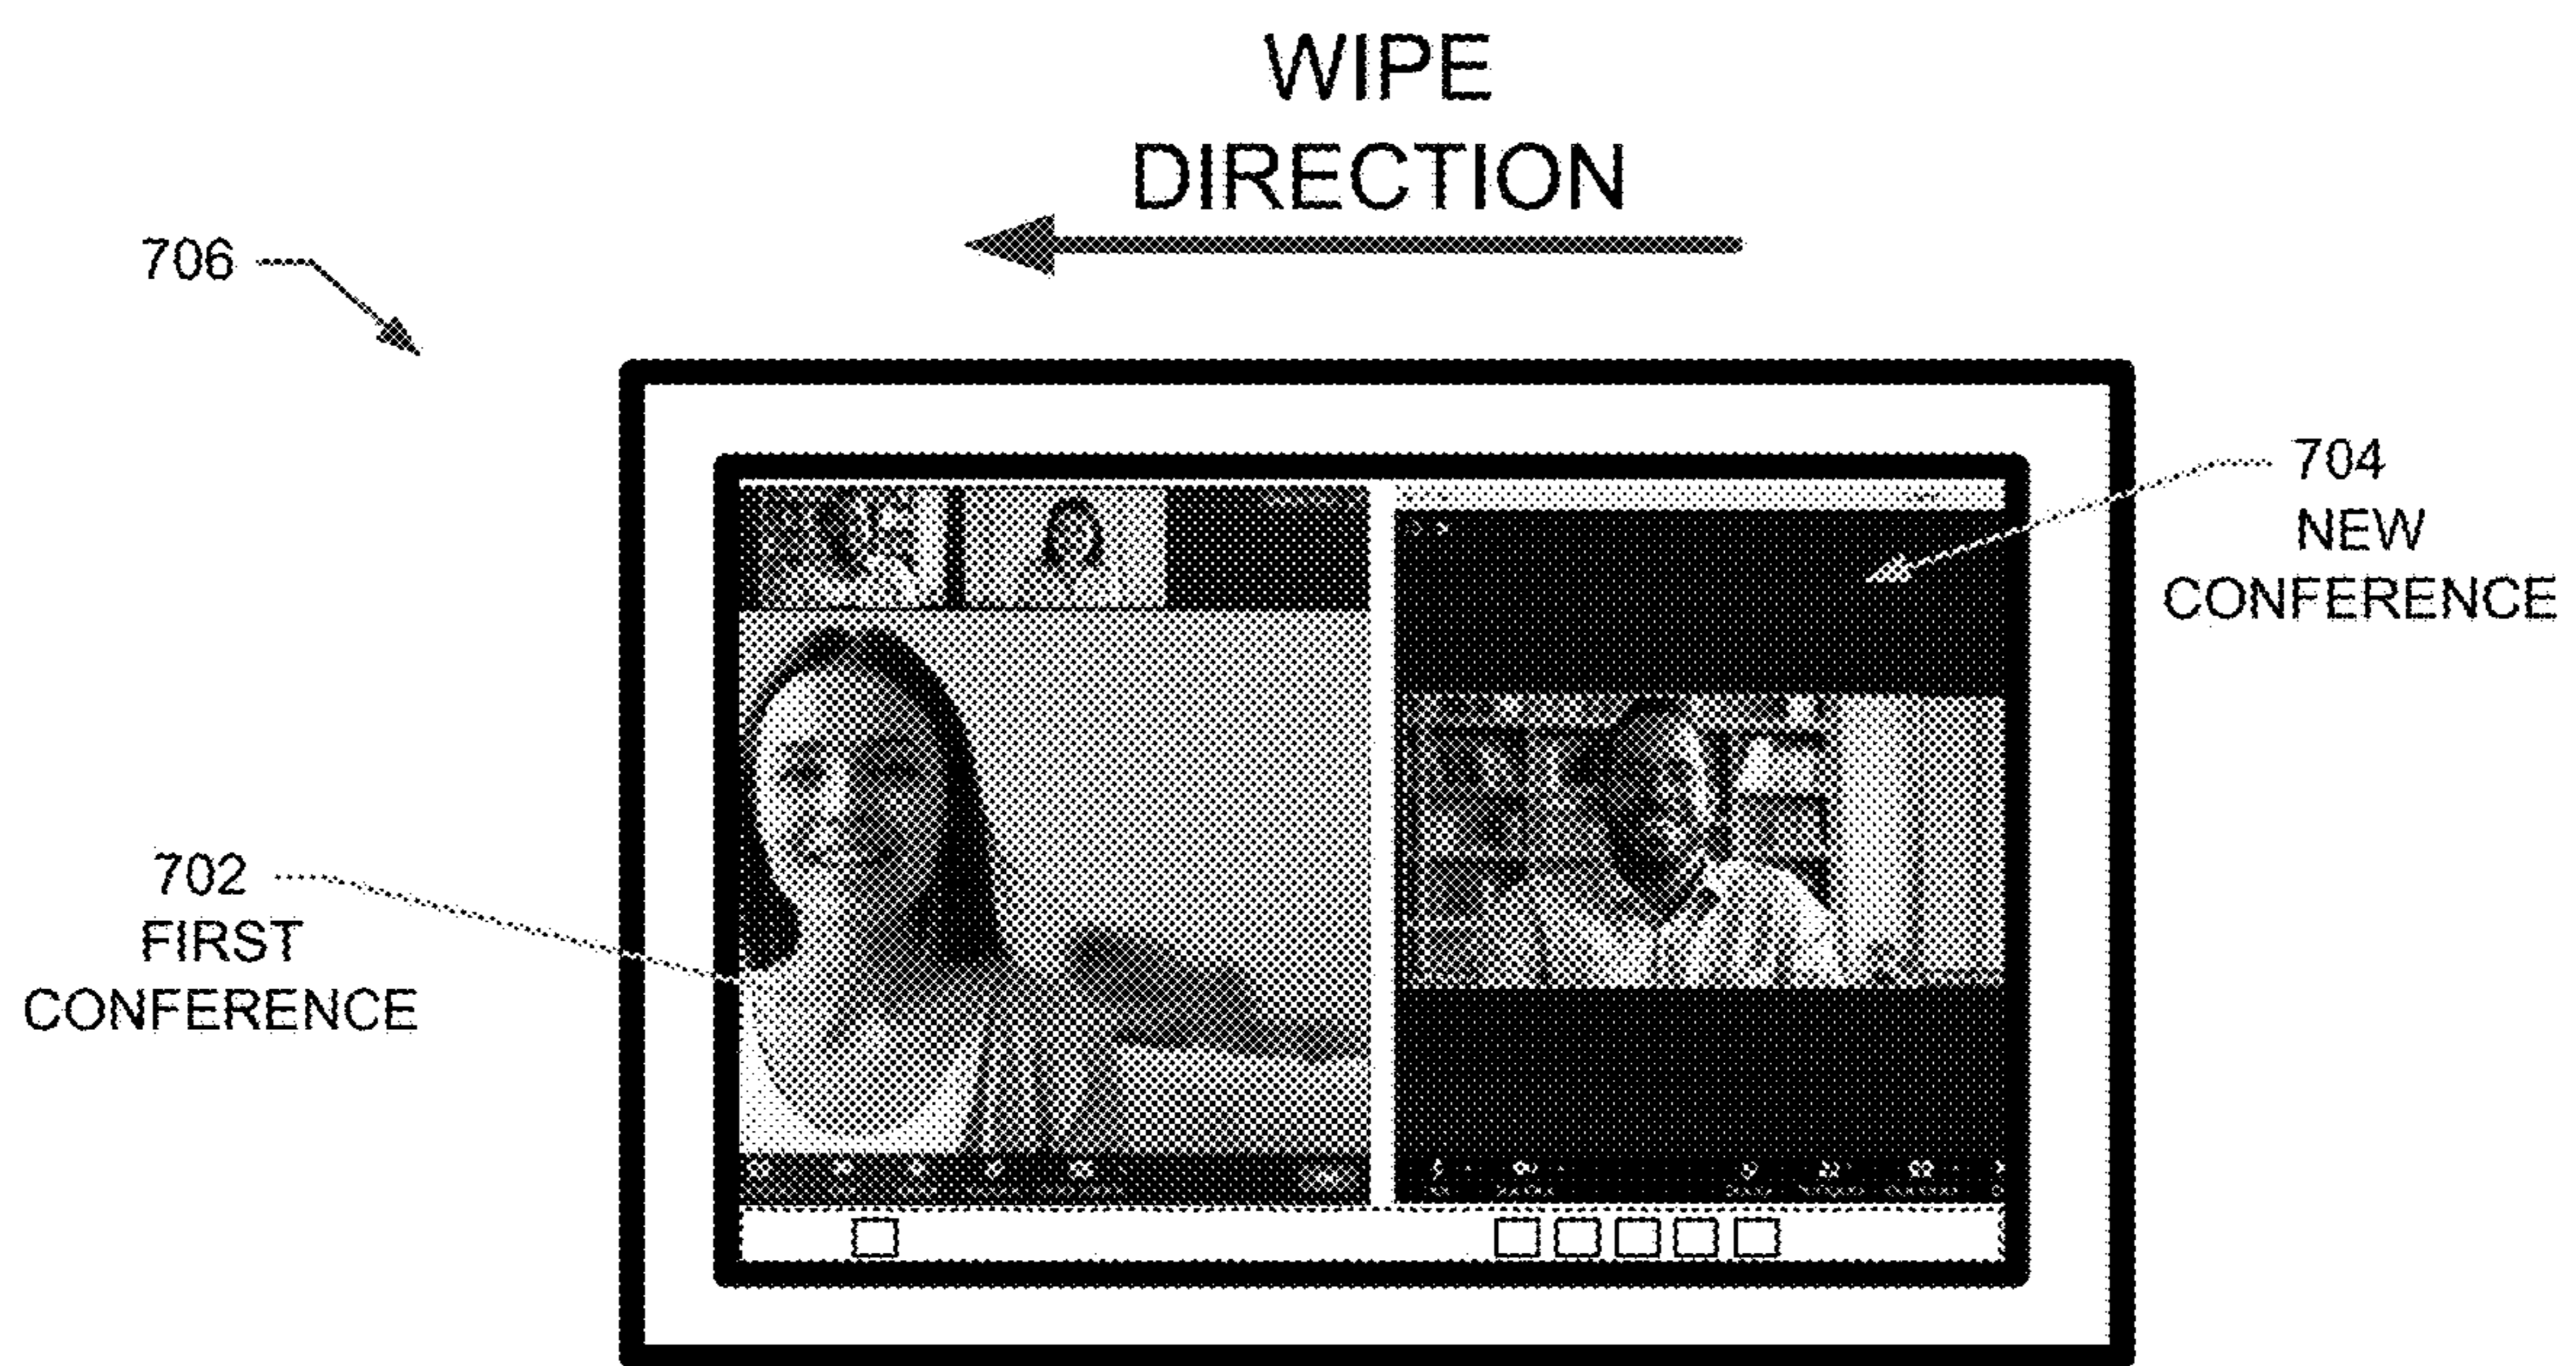 WIPE
DIRECTION
706
704
NEW
CONFERENCE
702
FIRST
CONFERENCE